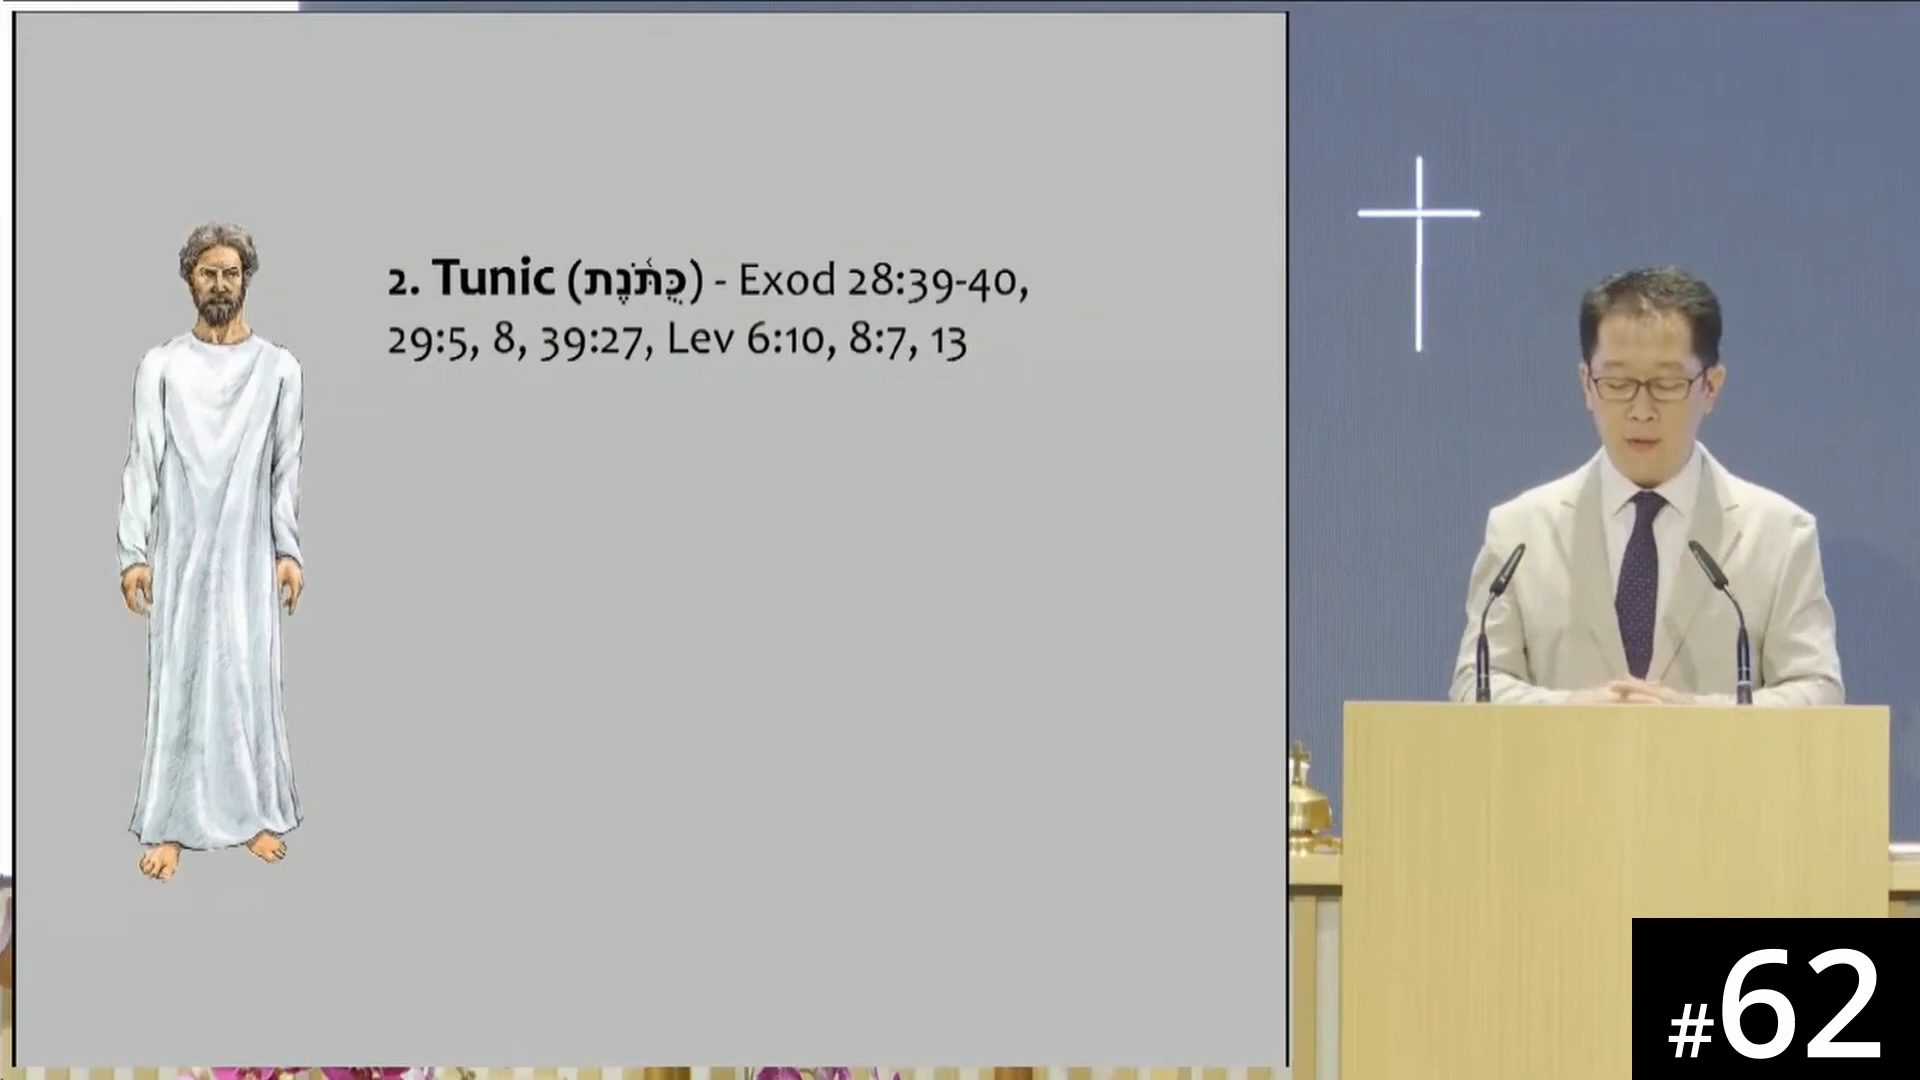 2. Tunic (כֻּתֹּ֫נֶת) - Exod 28:39-40,
29:5, 8, 39:27, Lev 6:10, 8:7, 13
#62